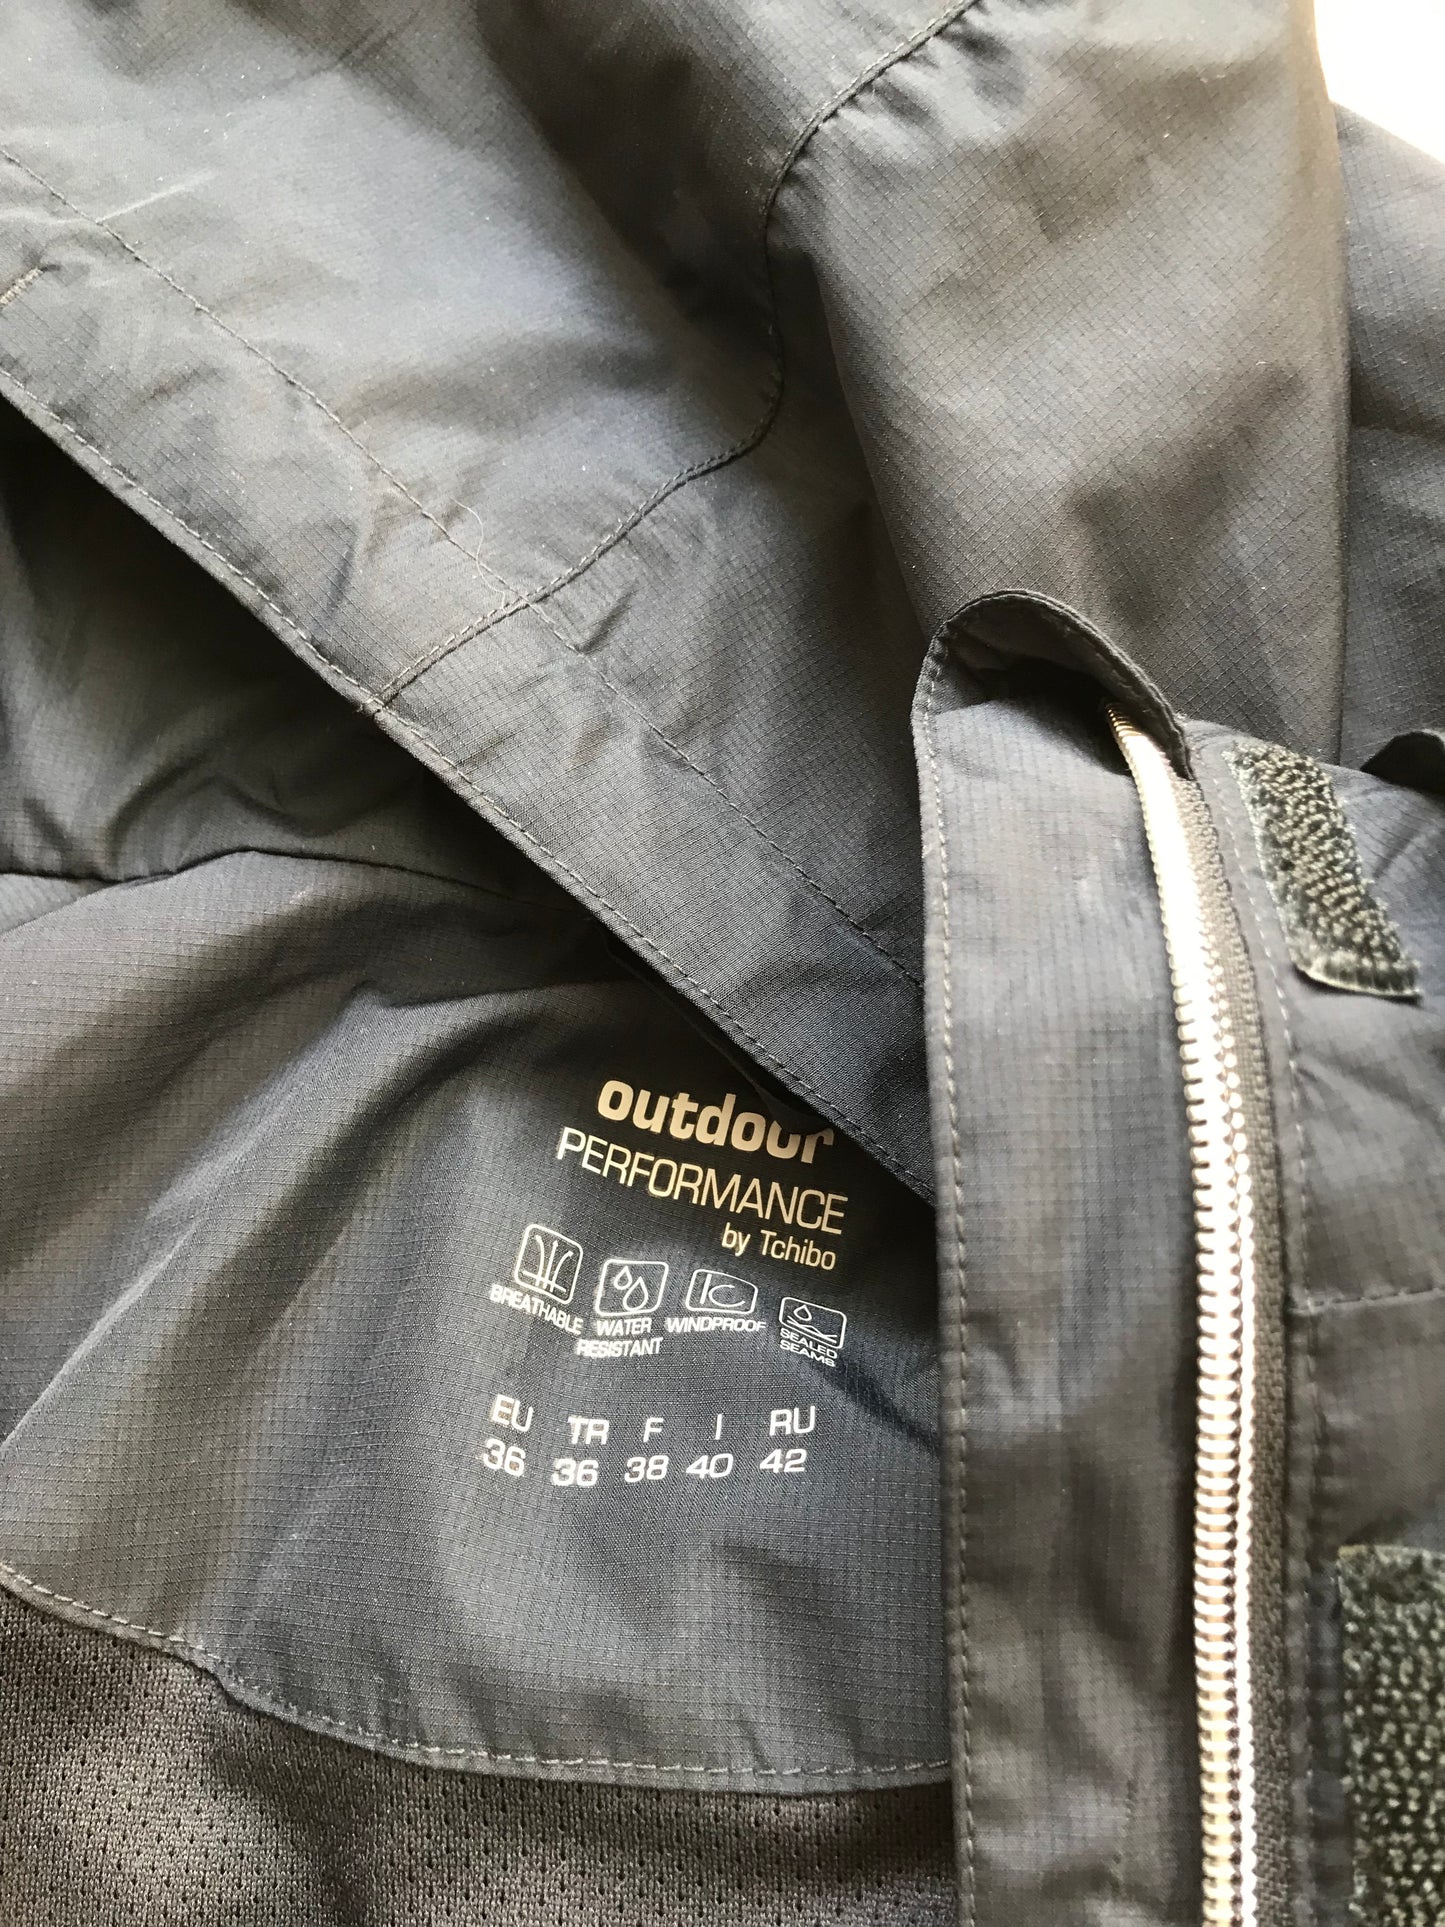 outdoor
PERFORMANCE
by Tchibo
BREATHABLE WATER RESISTANT WINDPROOF SEALED SEAMS
EU TR F I RU
36 36 38 40 42